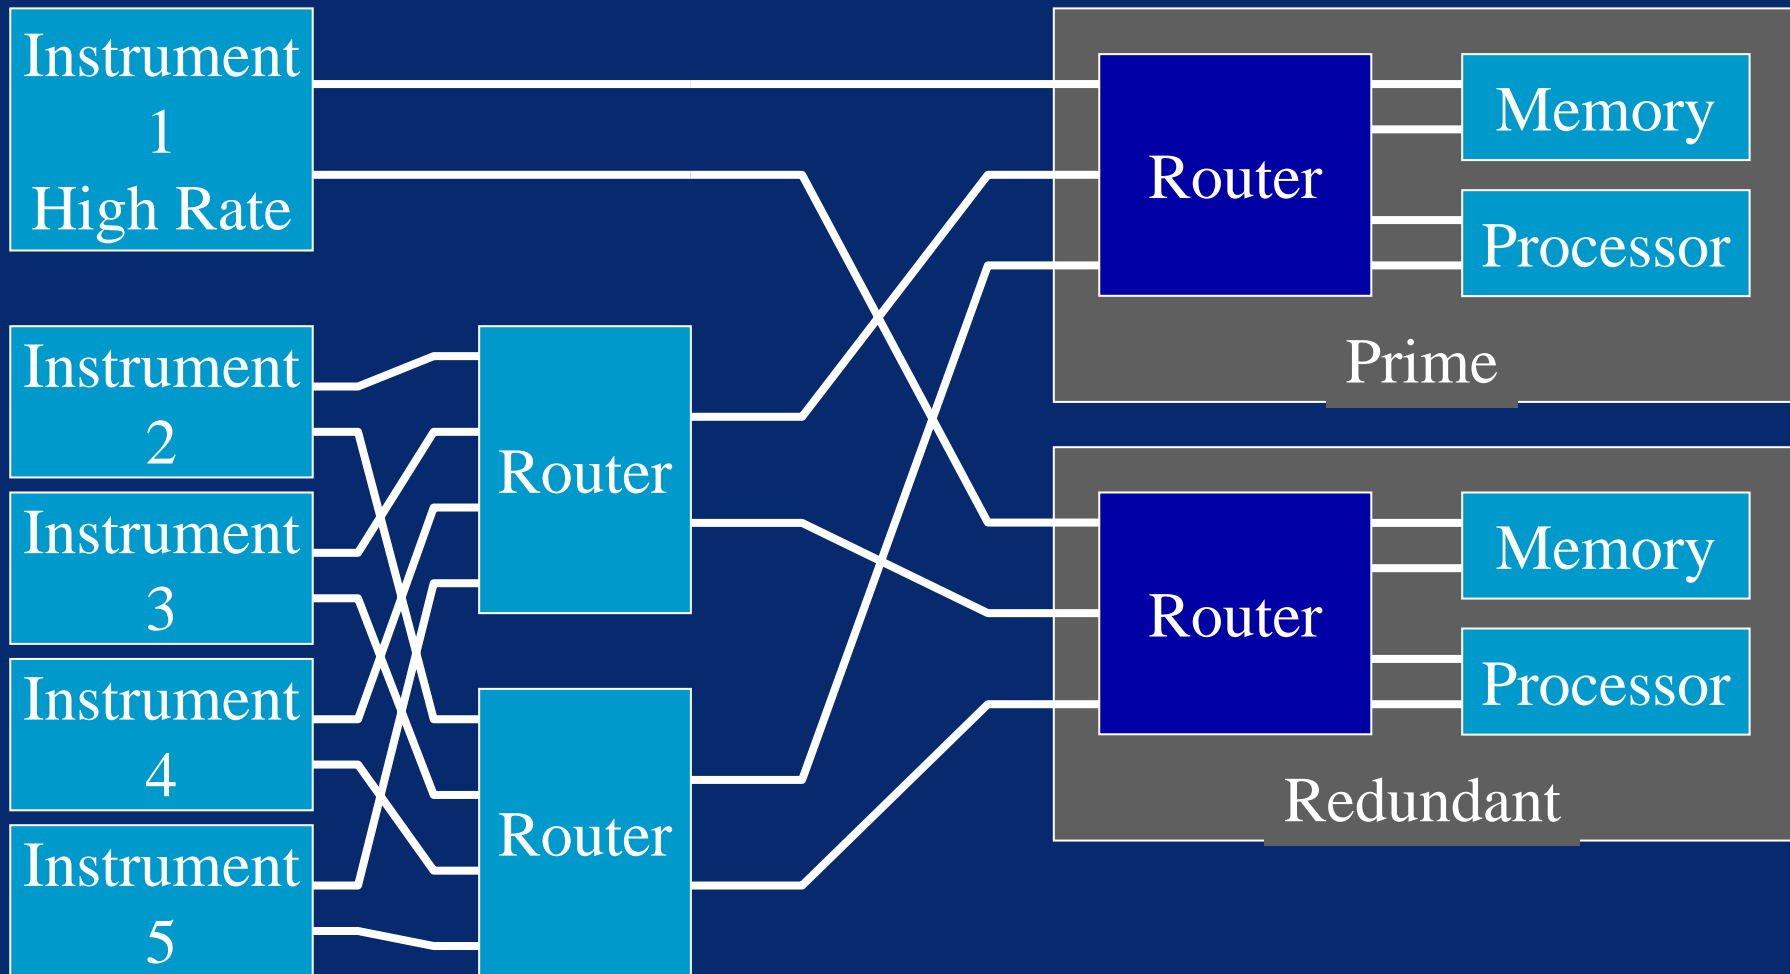 Instrument
1
High Rate
Instrument
2
Instrument
3
Instrument
4
Instrument
5
Router
Router
Router
Memory
Processor
Prime
Router
Memory
Processor
Redundant